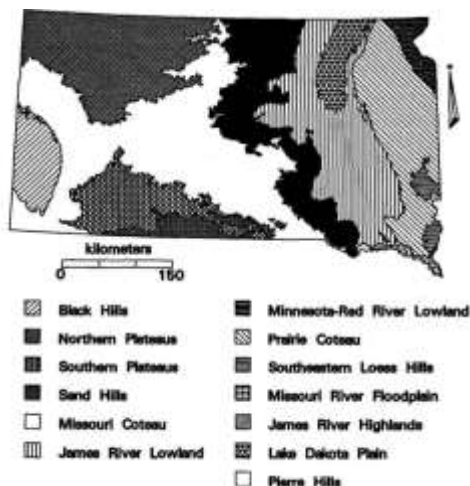 kilometers
0 150
Black Hills
Northern Plateaus
Southern Plateaus
Sand Hills
Missouri Coteau
James River Lowland
Minnesota-Red River Lowland
Prairie Coteau
Southeastern Loess Hills
Missouri River Floodplain
James River Highlands
Lake Dakota Plain
Pierre Hills